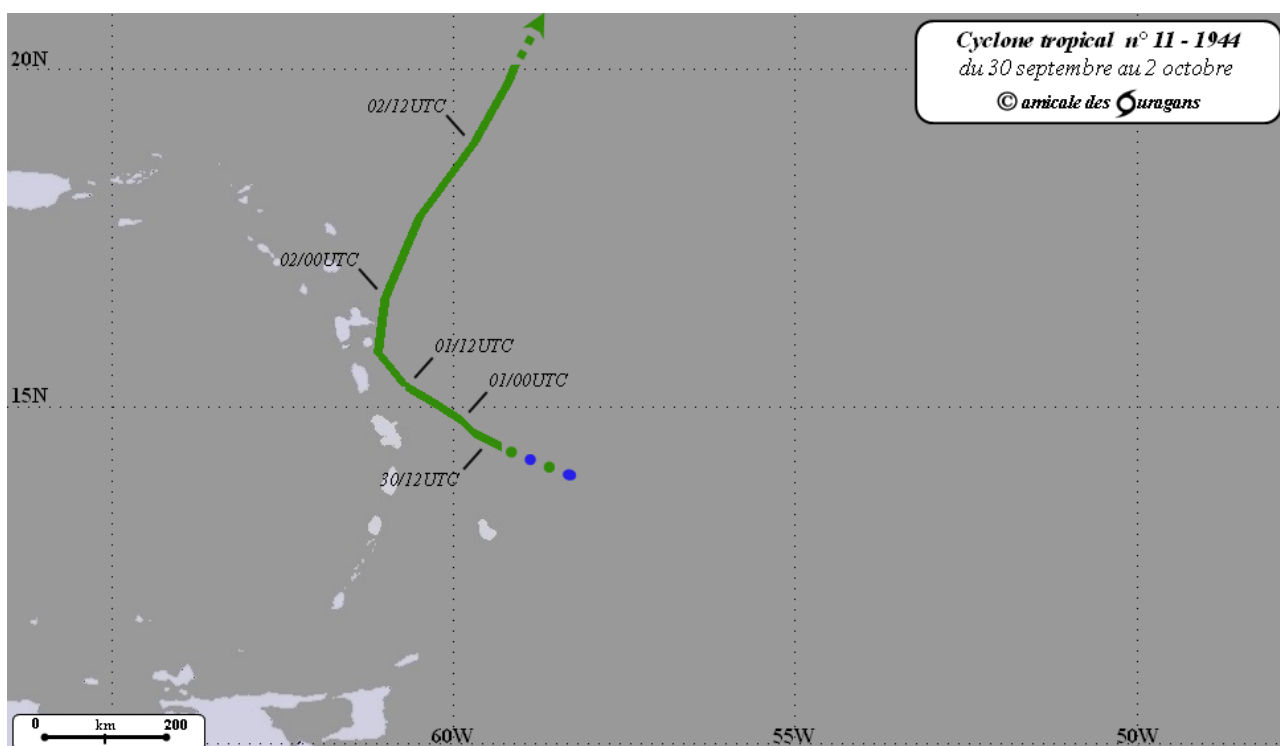 Cyclone tropical n° 11 - 1944
du 30 septembre au 2 octobre
© amicale des Ouragans
20N
02/12UTC
02/00UTC
01/12UTC
01/00UTC
15N
30/12UTC
0 km 200
60W
55W
50W